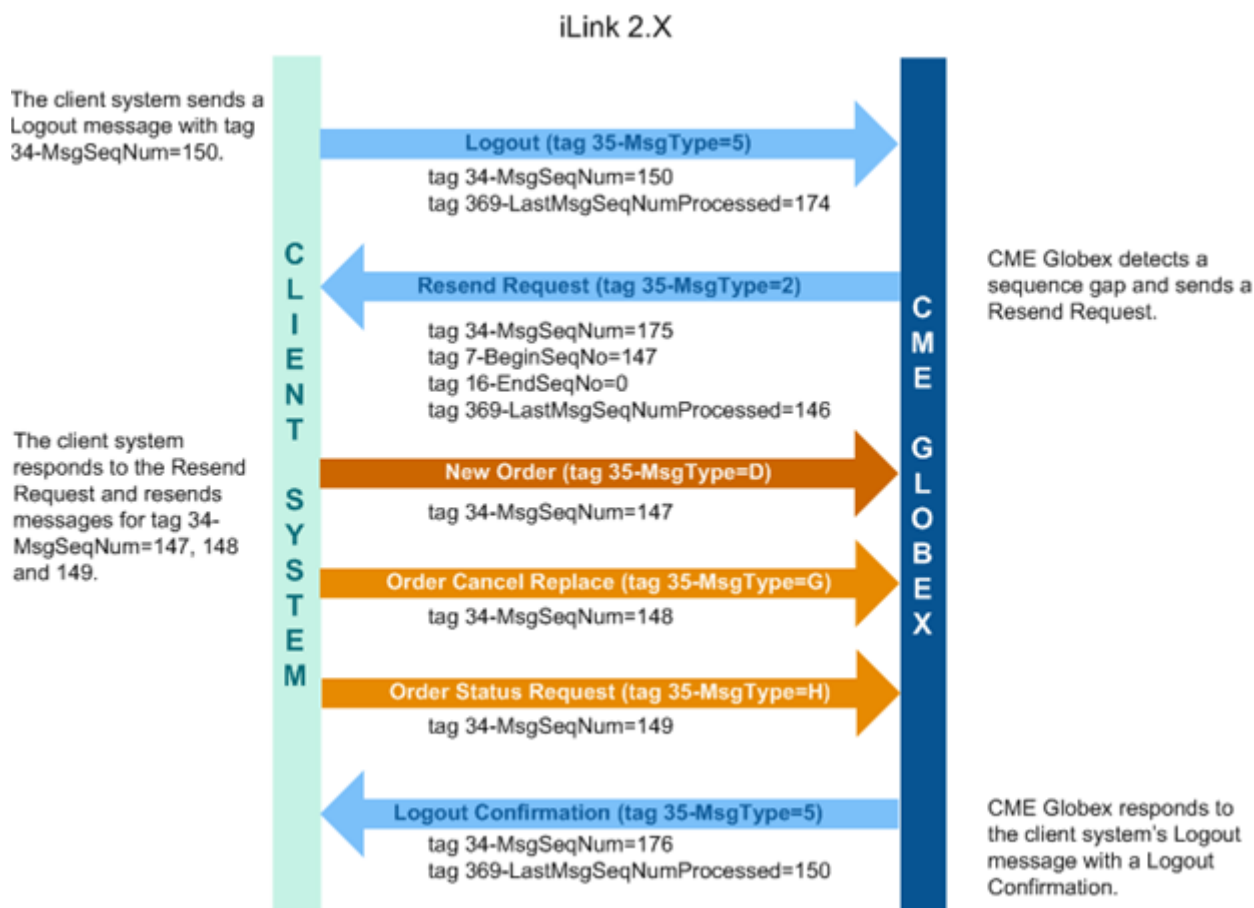 iLink 2.X
The client system sends a
Logout message with tag
34-MsgSeqNum=150.
Logout (tag 35-MsgType=5)
tag 34-MsgSeqNum=150
tag 369-LastMsgSeqNumProcessed=174
CLIENT SYSTEM
CME GLOBEX
CME Globex detects a
sequence gap and sends a
Resend Request.
Resend Request (tag 35-MsgType=2)
tag 34-MsgSeqNum=175
tag 7-BeginSeqNo=147
tag 16-EndSeqNo=0
tag 369-LastMsgSeqNumProcessed=146
The client system
responds to the Resend
Request and resends
messages for tag 34-
MsgSeqNum=147, 148
and 149.
New Order (tag 35-MsgType=D)
tag 34-MsgSeqNum=147
Order Cancel Replace (tag 35-MsgType=G)
tag 34-MsgSeqNum=148
Order Status Request (tag 35-MsgType=H)
tag 34-MsgSeqNum=149
Logout Confirmation (tag 35-MsgType=5)
tag 34-MsgSeqNum=176
tag 369-LastMsgSeqNumProcessed=150
CME Globex responds to
the client system's Logout
message with a Logout
Confirmation.